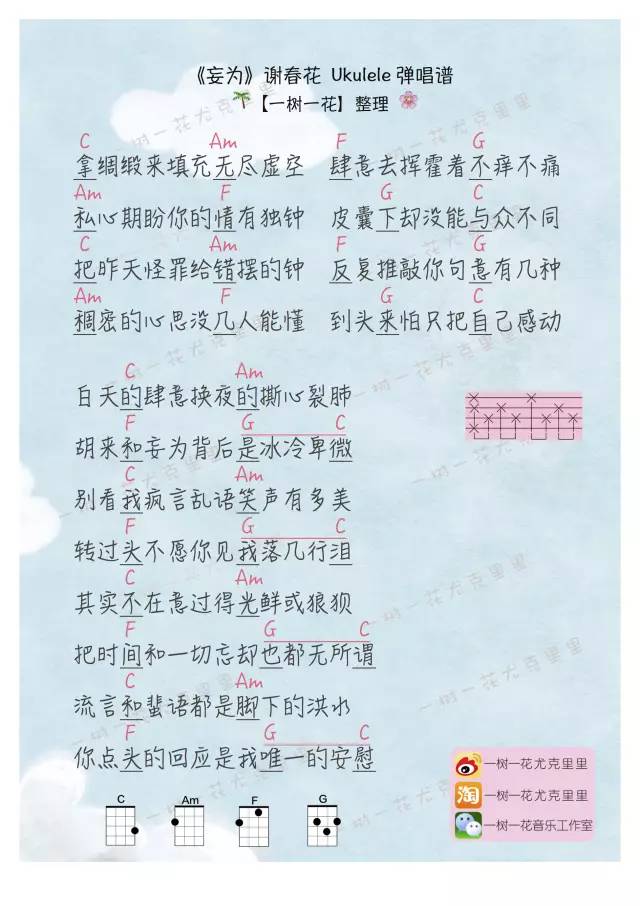 《妄为》谢春花 Ukulele 弹唱谱
【一树一花】整理
C Am F G
拿绸缎来填充无尽虚空 肆意去挥霍着不痒不痛
Am F G C
私心期盼你的情有独钟 皮囊下却没能与众不同
C Am F G
把昨天怪罪给错摆的钟 反复推敲你句意有几种
Am F G C
稠密的心思没几人能懂 到头来怕只把自己感动
C Am
白天的肆意换夜的撕心裂肺
F G C
胡来和妄为背后是冰冷卑微
C Am
别看我疯言乱语笑声有多美
F G C
转过头不愿你见我落几行泪
C Am
其实不在意过得光鲜或狼狈
F G C
把时间和一切忘却也都无所谓
C Am
流言和蜚语都是脚下的洪水
F G C
你点头的回应是我唯一的安慰
一树一花尤克里里
淘 一树一花尤克里里
一树一花音乐工作室
C Am F G
一树一花尤克里里